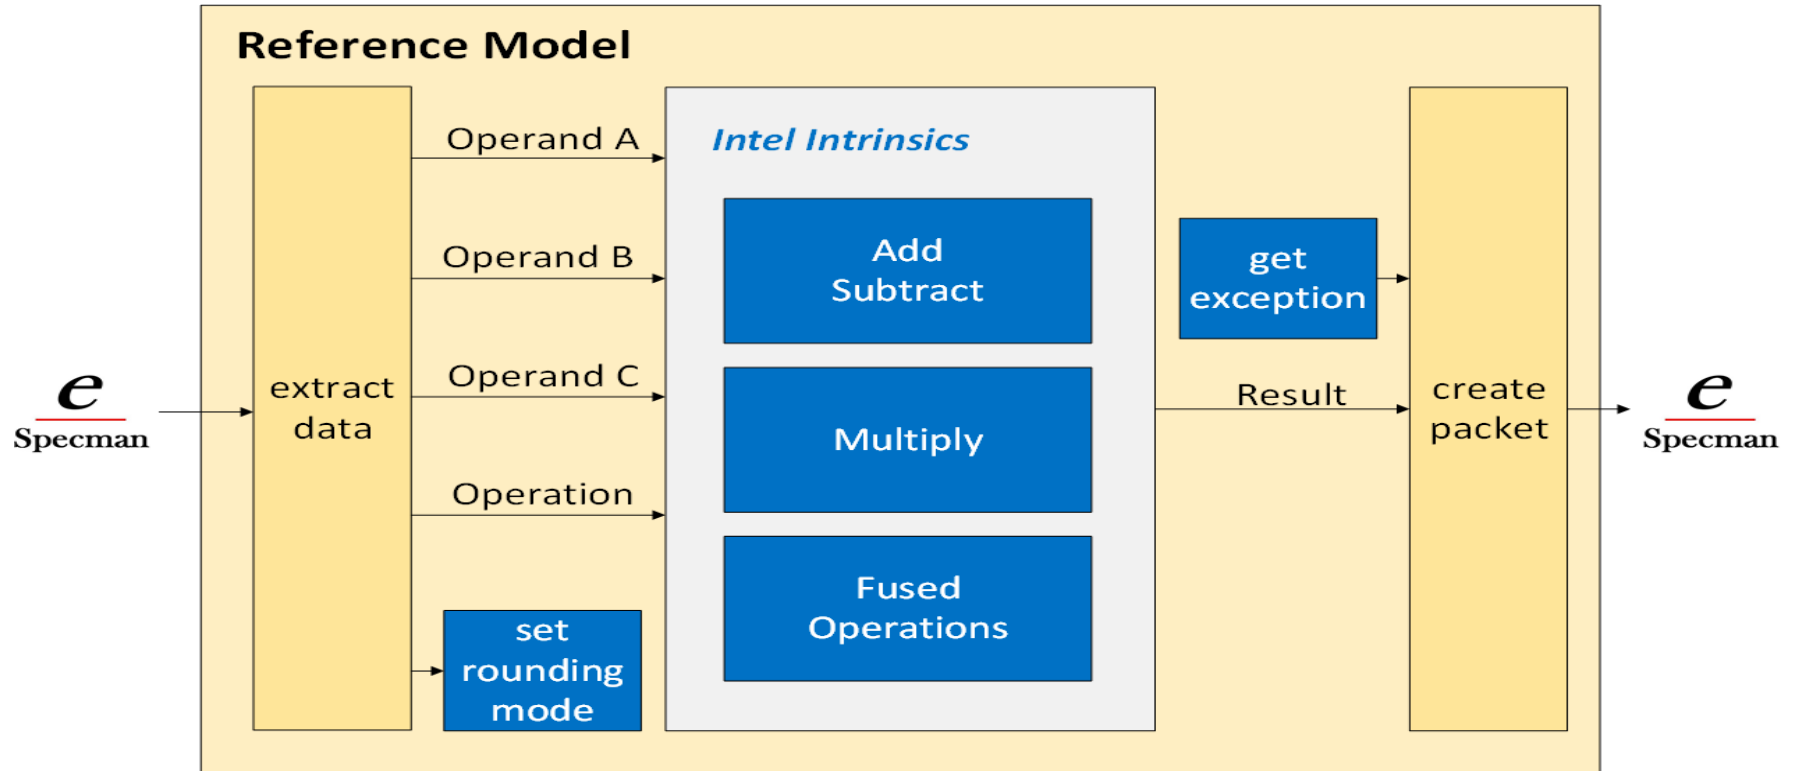 Reference Model
e
Specman
extract
data
Operand A
Operand B
Operand C
Operation
set
rounding
mode
Intel Intrinsics
Add
Subtract
Multiply
Fused
Operations
get
exception
Result
create
packet
e
Specman